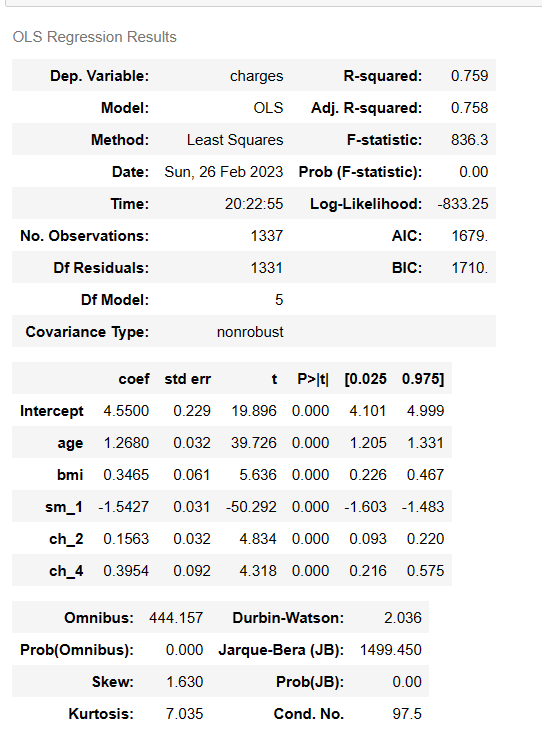 OLS Regression Results
Dep. Variable: charges R-squared: 0.759
Model: OLS Adj. R-squared: 0.758
Method: Least Squares F-statistic: 836.3
Date: Sun, 26 Feb 2023 Prob (F-statistic): 0.00
Time: 20:22:55 Log-Likelihood: -833.25
No. Observations: 1337 AIC: 1679.
Df Residuals: 1331 BIC: 1710.
Df Model: 5
Covariance Type: nonrobust
coef std err t P>|t| [0.025 0.975]
Intercept 4.5500 0.229 19.896 0.000 4.101 4.999
age 1.2680 0.032 39.726 0.000 1.205 1.331
bmi 0.3465 0.061 5.636 0.000 0.226 0.467
sm_1 -1.5427 0.031 -50.292 0.000 -1.603 -1.483
ch_2 0.1563 0.032 4.834 0.000 0.093 0.220
ch_4 0.3954 0.092 4.318 0.000 0.216 0.575
Omnibus: 444.157 Durbin-Watson: 2.036
Prob(Omnibus): 0.000 Jarque-Bera (JB): 1499.450
Skew: 1.630 Prob(JB): 0.00
Kurtosis: 7.035 Cond. No. 97.5